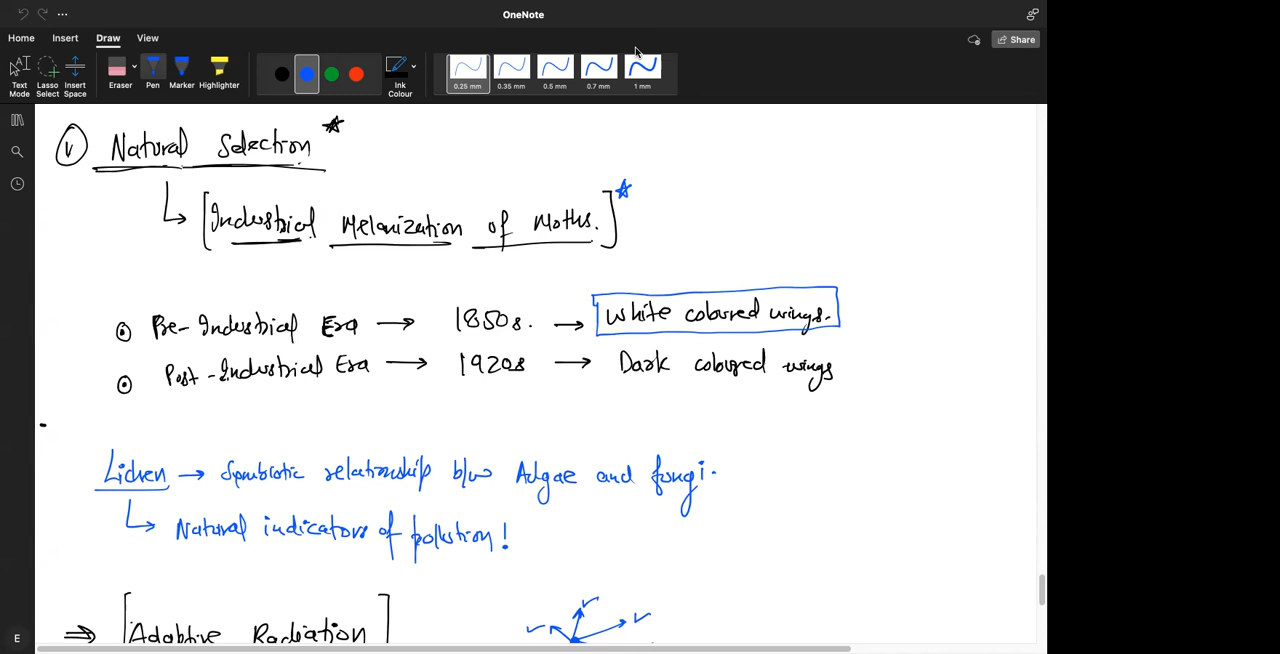 OneNote
Home Insert Draw View
Share
Text Mode
Lasso Select
Insert Space
Eraser
Pen
Marker
Highlighter
Ink Colour
0.25 mm
0.35 mm
0.5 mm
0.7 mm
1 mm
(v) Natural Selection
[Industrial Melanization of Moths.]
Pre-Industrial Era → 1850s. → White coloured wings.
Post-Industrial Era → 1920s → Dark coloured wings
Lichen → Symbiotic relationship b/w Algae and fungi.
Natural indicators of pollution!
⇒ [Adaptive Radiation]
E